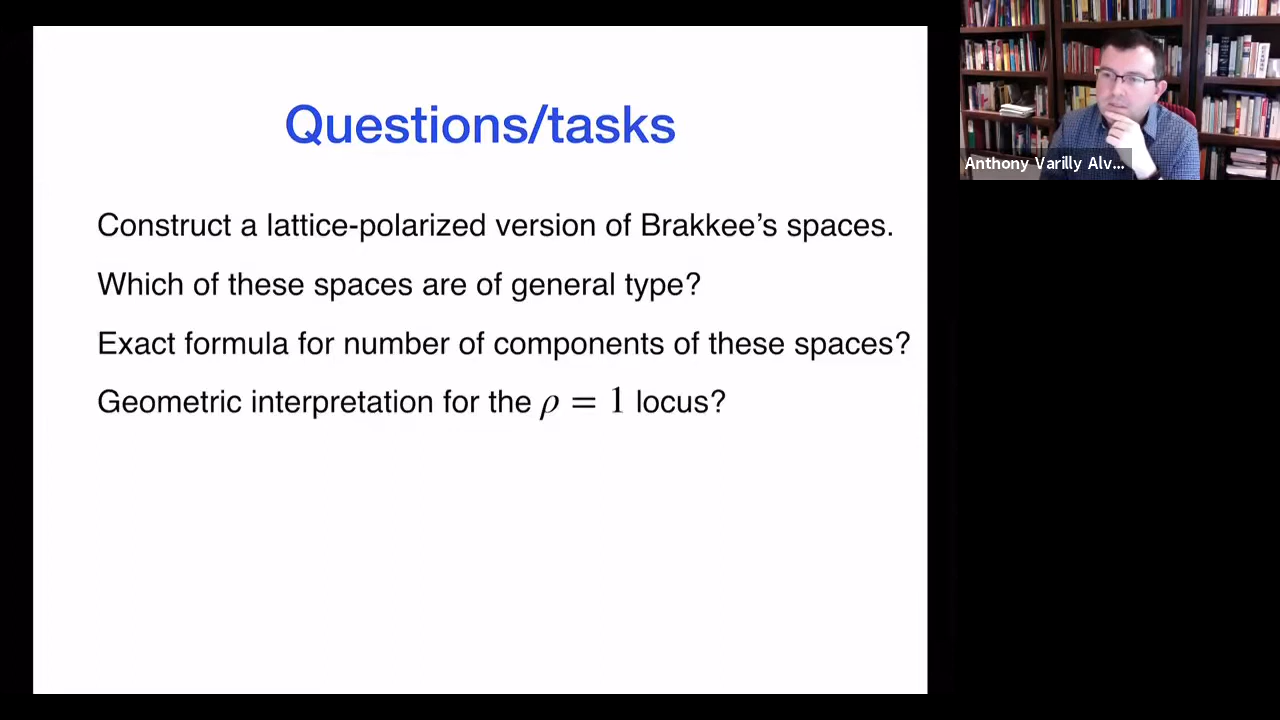 Questions/tasks
Construct a lattice-polarized version of Brakkee’s spaces.
Which of these spaces are of general type?
Exact formula for number of components of these spaces?
Geometric interpretation for the ρ = 1 locus?
Anthony Varilly Alv...